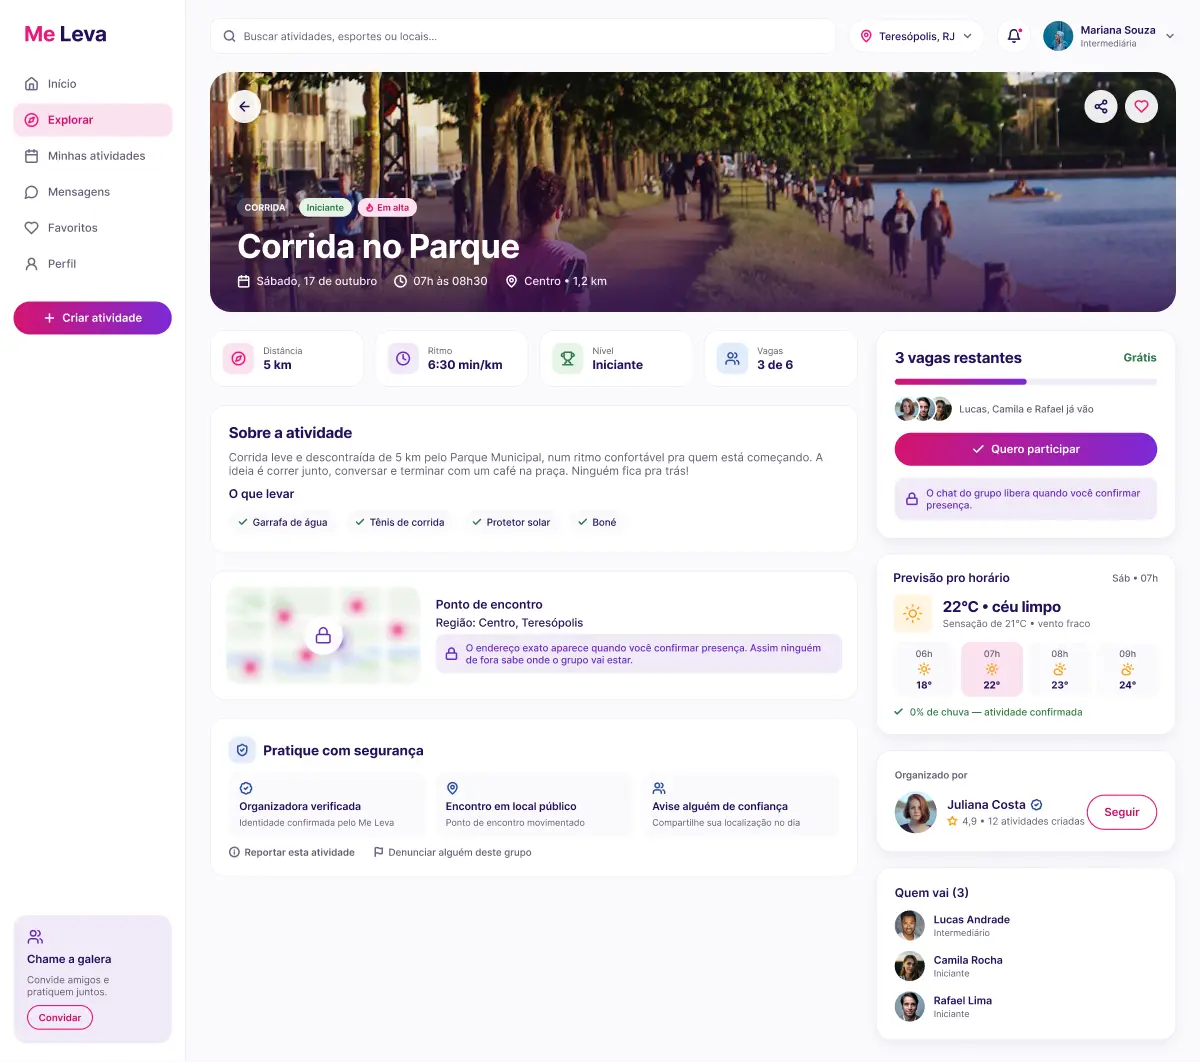 Me Leva
Início
Explorar
Minhas atividades
Mensagens
Favoritos
Perfil
Criar atividade
Chame a galera
Convide amigos e
pratiquem juntos.
Convidar
Buscar atividades, esportes ou locais...
Teresópolis, RJ
Mariana Souza
Intermediária
CORRIDA
Iniciante
Em alta
Corrida no Parque
Sábado, 17 de outubro
07h às 08h30
Centro • 1,2 km
Distância
5 km
Ritmo
6:30 min/km
Nível
Iniciante
Vagas
3 de 6
Sobre a atividade
Corrida leve e descontraída de 5 km pelo Parque Municipal, num ritmo confortável pra quem está começando. A
ideia é correr junto, conversar e terminar com um café na praça. Ninguém fica pra trás!
O que levar
Garrafa de água
Tênis de corrida
Protetor solar
Boné
Ponto de encontro
Região: Centro, Teresópolis
O endereço exato aparece quando você confirmar presença. Assim ninguém
de fora sabe onde o grupo vai estar.
Pratique com segurança
Organizadora verificada
Identidade confirmada pelo Me Leva
Encontro em local público
Ponto de encontro movimentado
Avise alguém de confiança
Compartilhe sua localização no dia
Reportar esta atividade
Denunciar alguém deste grupo
3 vagas restantes
Grátis
Lucas, Camila e Rafael já vão
Quero participar
O chat do grupo libera quando você confirmar
presença.
Previsão pro horário
Sáb • 07h
22°C • céu limpo
Sensação de 21°C • vento fraco
06h
18°
07h
22°
08h
23°
09h
24°
0% de chuva — atividade confirmada
Organizado por
Juliana Costa
4,9 • 12 atividades criadas
Seguir
Quem vai (3)
Lucas Andrade
Intermediário
Camila Rocha
Iniciante
Rafael Lima
Iniciante